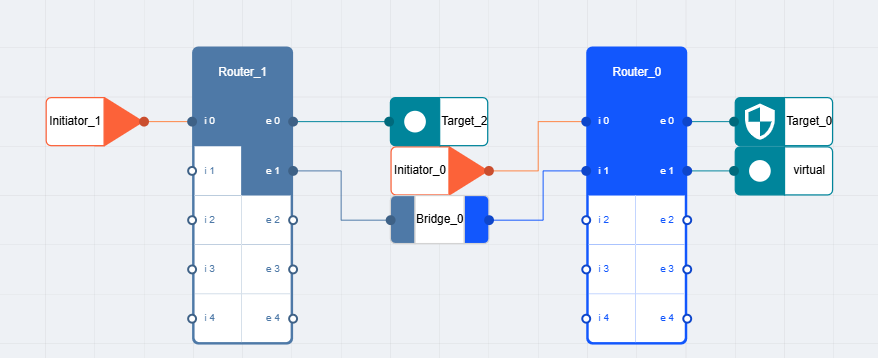 Router_1
Router_0
Initiator_1
i 0
e 0
Target_2
i 0
e 0
Target_0
i 1
e 1
Initiator_0
i 1
e 1
virtual
i 2
e 2
Bridge_0
i 2
e 2
i 3
e 3
i 3
e 3
i 4
e 4
i 4
e 4